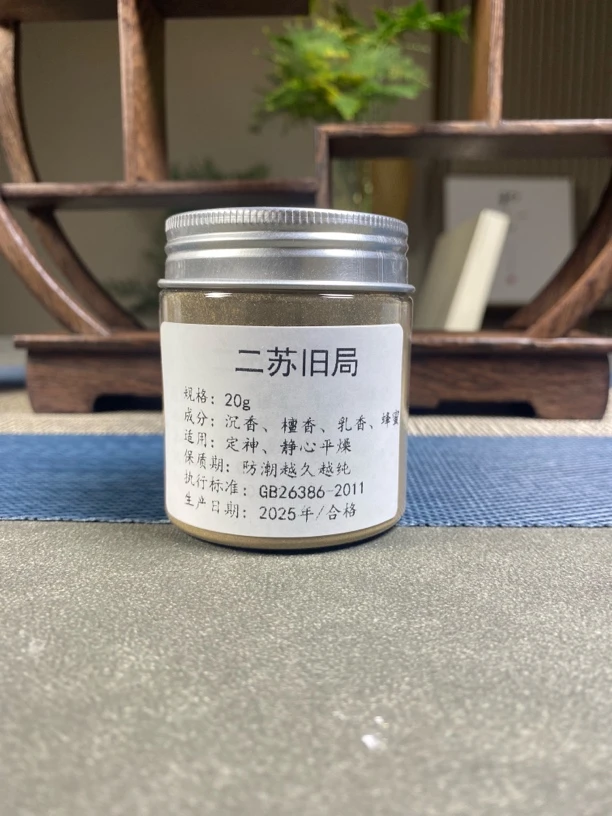 二苏旧局
规格：20g
成分：沉香、檀香、乳香、蜂蜜
适用：定神、静心平燥
保质期：防潮越久越纯
执行标准：GB26386-2011
生产日期：2025年/合格